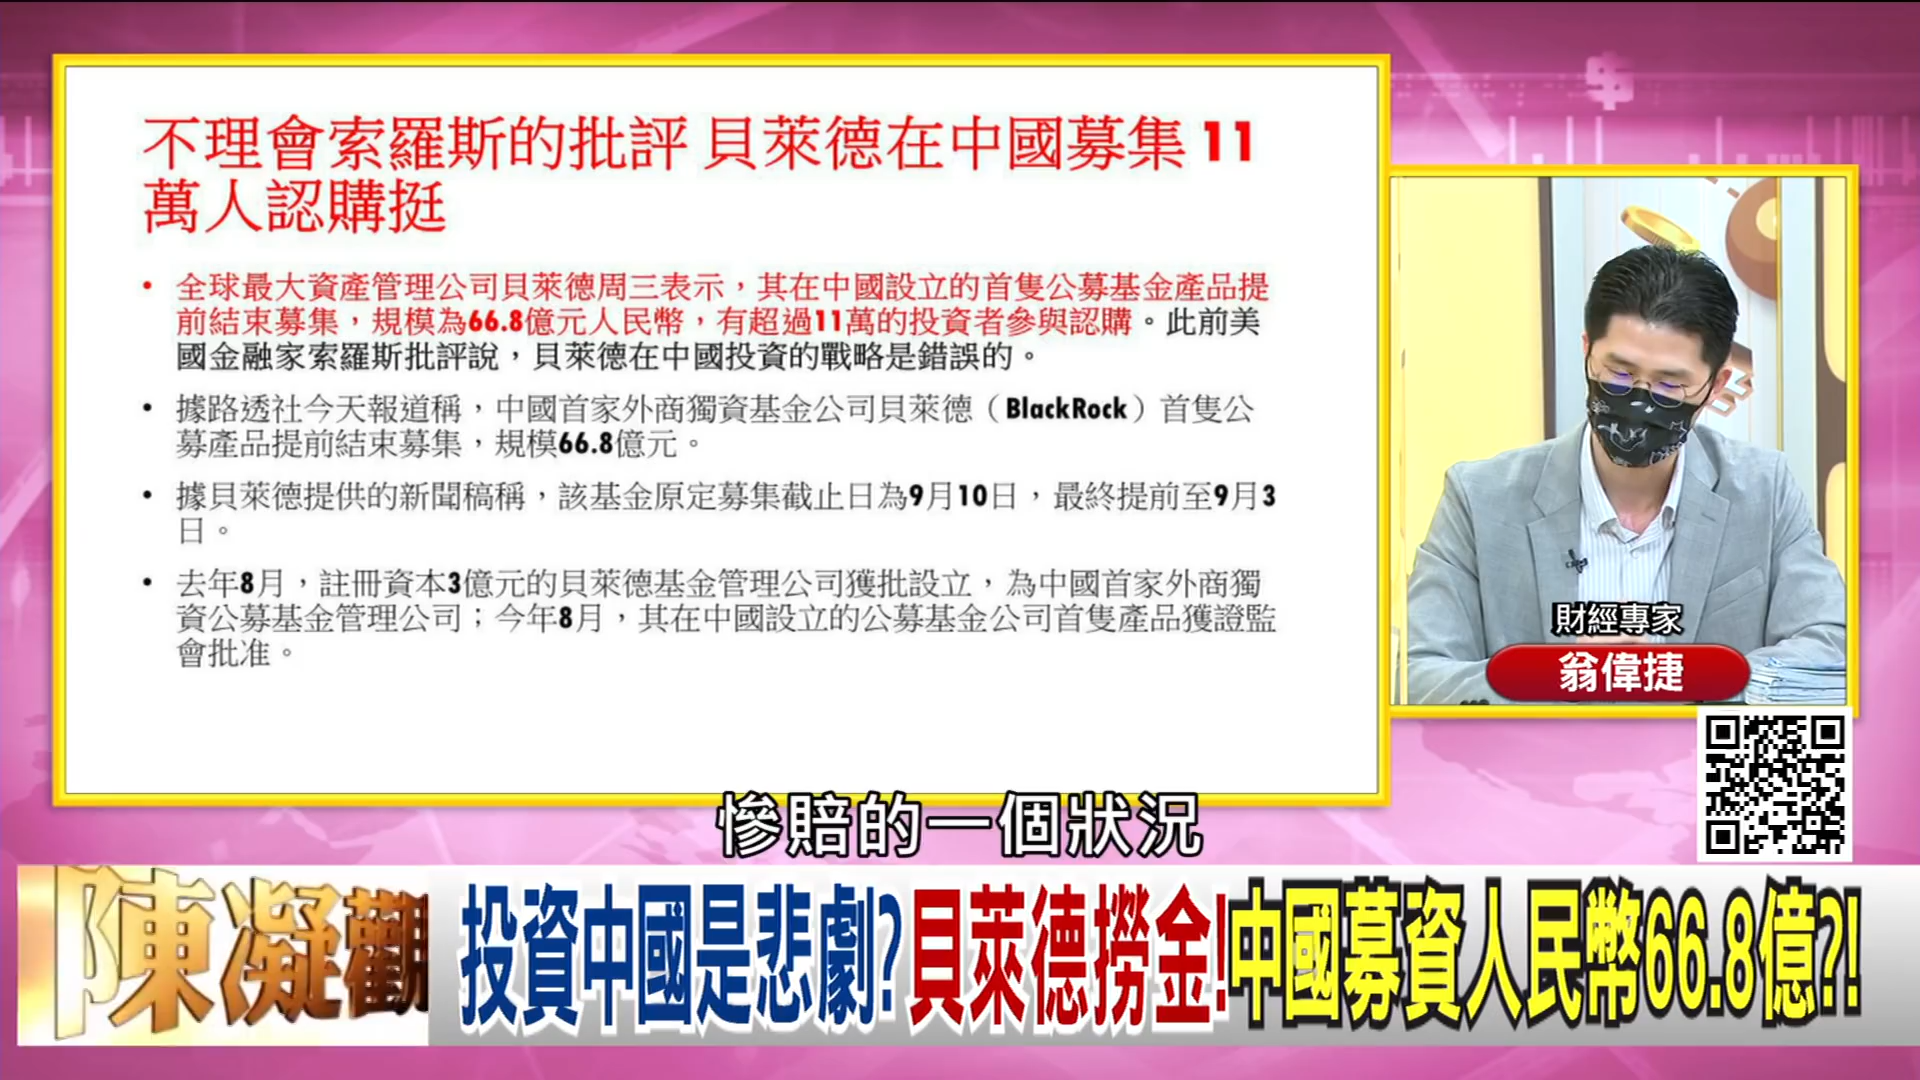 不理會索羅斯的批評 貝萊德在中國募集 11
萬人認購挺
• 全球最大資產管理公司貝萊德周三表示，其在中國設立的首隻公募基金產品提
前結束募集，規模為66.8億元人民幣，有超過11萬的投資者參與認購。此前美
國金融家索羅斯批評說，貝萊德在中國投資的戰略是錯誤的。
• 據路透社今天報道稱，中國首家外商獨資基金公司貝萊德（BlackRock）首隻公
募產品提前結束募集，規模66.8億元。
• 據貝萊德提供的新聞稿稱，該基金原定募集截止日為9月10日，最終提前至9月3
日。
• 去年8月，註冊資本3億元的貝萊德基金管理公司獲批設立，為中國首家外商獨
資公募基金管理公司；今年8月，其在中國設立的公募基金公司首隻產品獲證監
會批准。
財經專家
翁偉捷
慘賠的一個狀況
陳凝觀
投資中國是悲劇?貝萊德撈金!中國募資人民幣66.8億?!